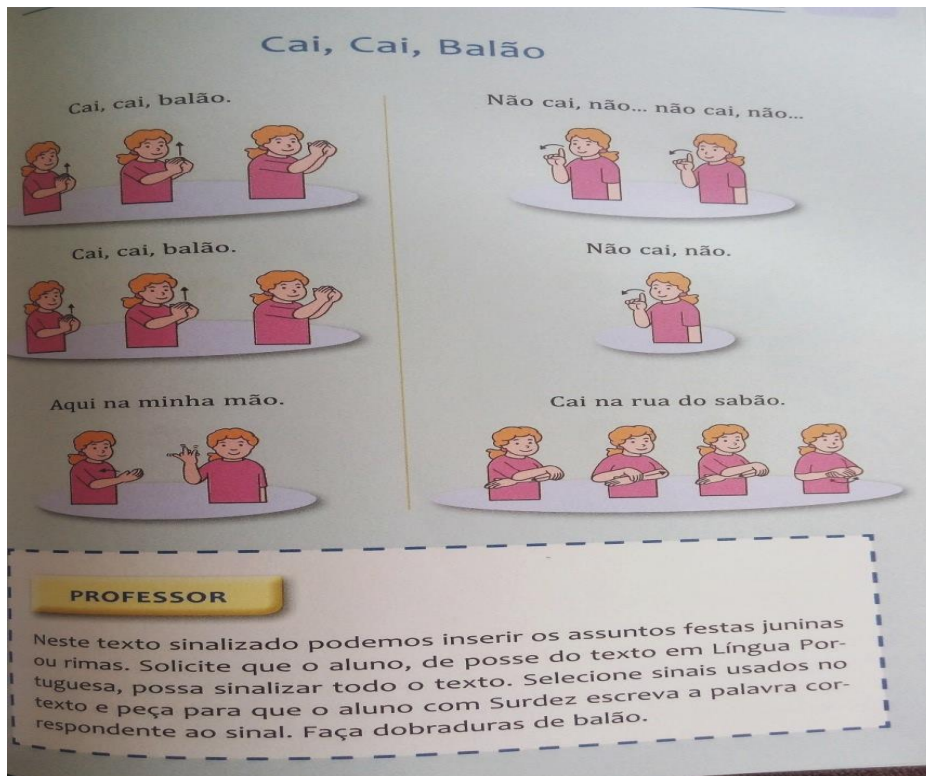 Cai, Cai, Balão
Cai, cai, balão.
Cai, cai, balão.
Aqui na minha mão.
Não cai, não... não cai, não...
Não cai, não.
Cai na rua do sabão.
PROFESSOR
Neste texto sinalizado podemos inserir os assuntos festas juninas
ou rimas. Solicite que o aluno, de posse do texto em Língua Por-
tuguesa, possa sinalizar todo o texto. Selecione sinais usados no
texto e peça para que o aluno com Surdez escreva a palavra cor-
respondente ao sinal. Faça dobraduras de balão.